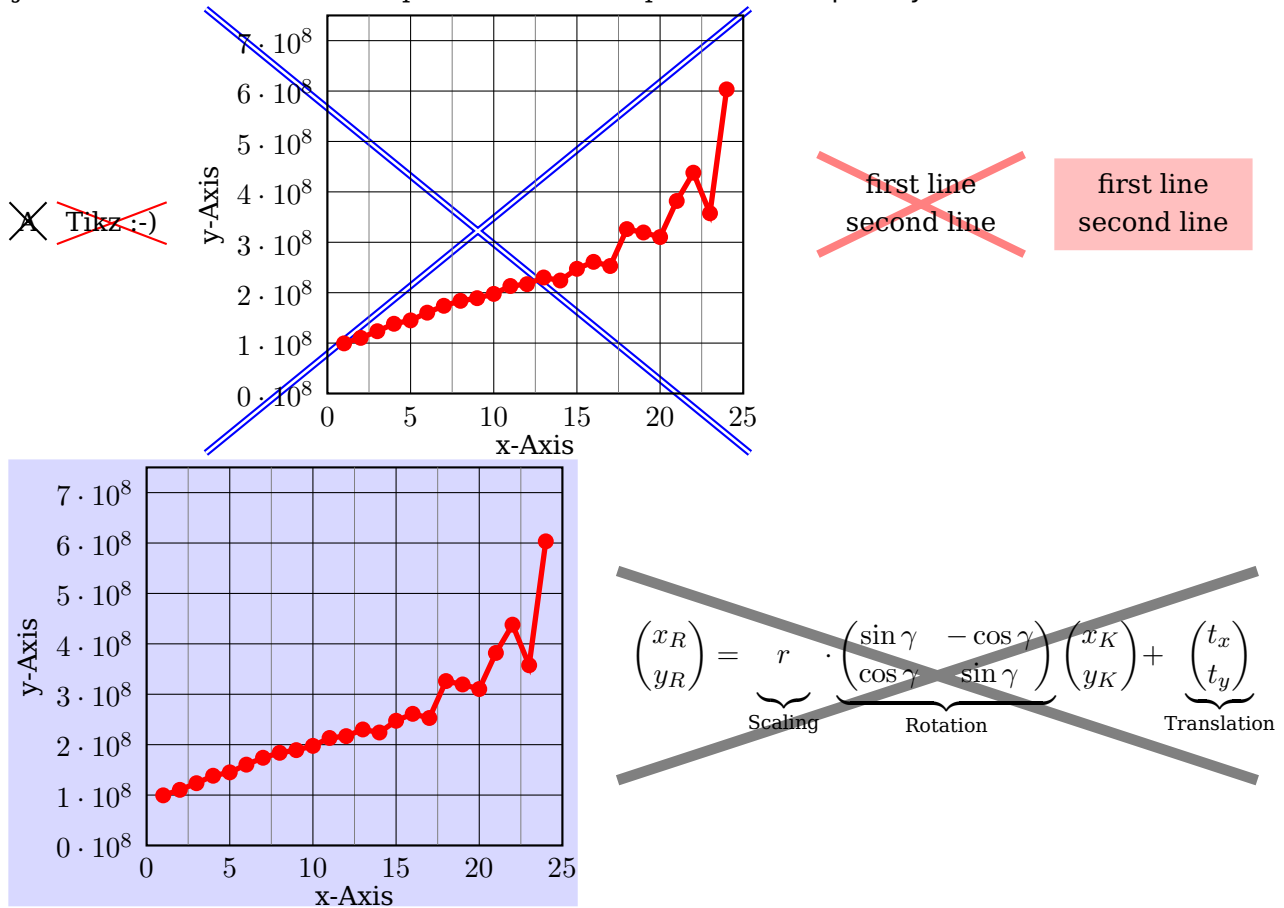 A
Tikz :-)
y-Axis
7 · 10^8
6 · 10^8
5 · 10^8
4 · 10^8
3 · 10^8
2 · 10^8
1 · 10^8
0 · 10^8
0 5 10 15 20 25
x-Axis
first line
second line
first line
second line
y-Axis
7 · 10^8
6 · 10^8
5 · 10^8
4 · 10^8
3 · 10^8
2 · 10^8
1 · 10^8
0 · 10^8
0 5 10 15 20 25
x-Axis
(x_R y_R) = r · (sin γ − cos γ cos γ sin γ) (x_K y_K) + (t_x t_y)
Scaling Rotation Translation